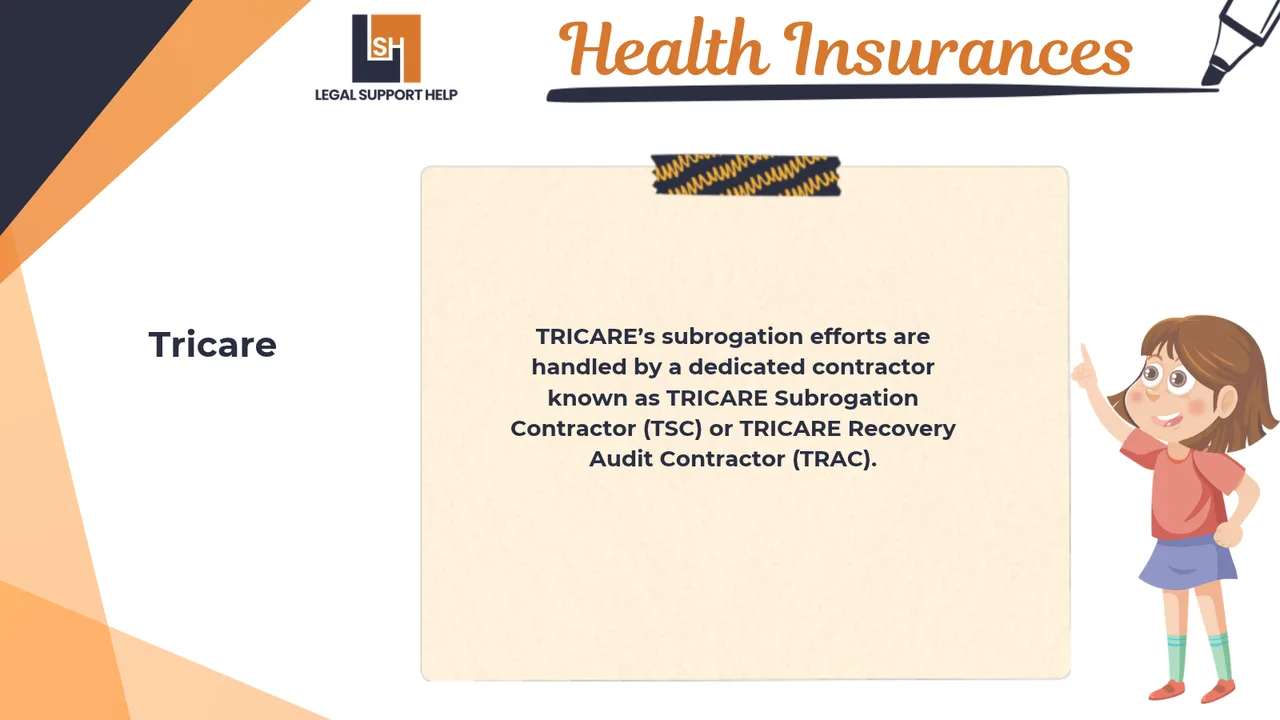 SH
LEGAL SUPPORT HELP
Health Insurances
Tricare
TRICARE’s subrogation efforts are
handled by a dedicated contractor
known as TRICARE Subrogation
Contractor (TSC) or TRICARE Recovery
Audit Contractor (TRAC).